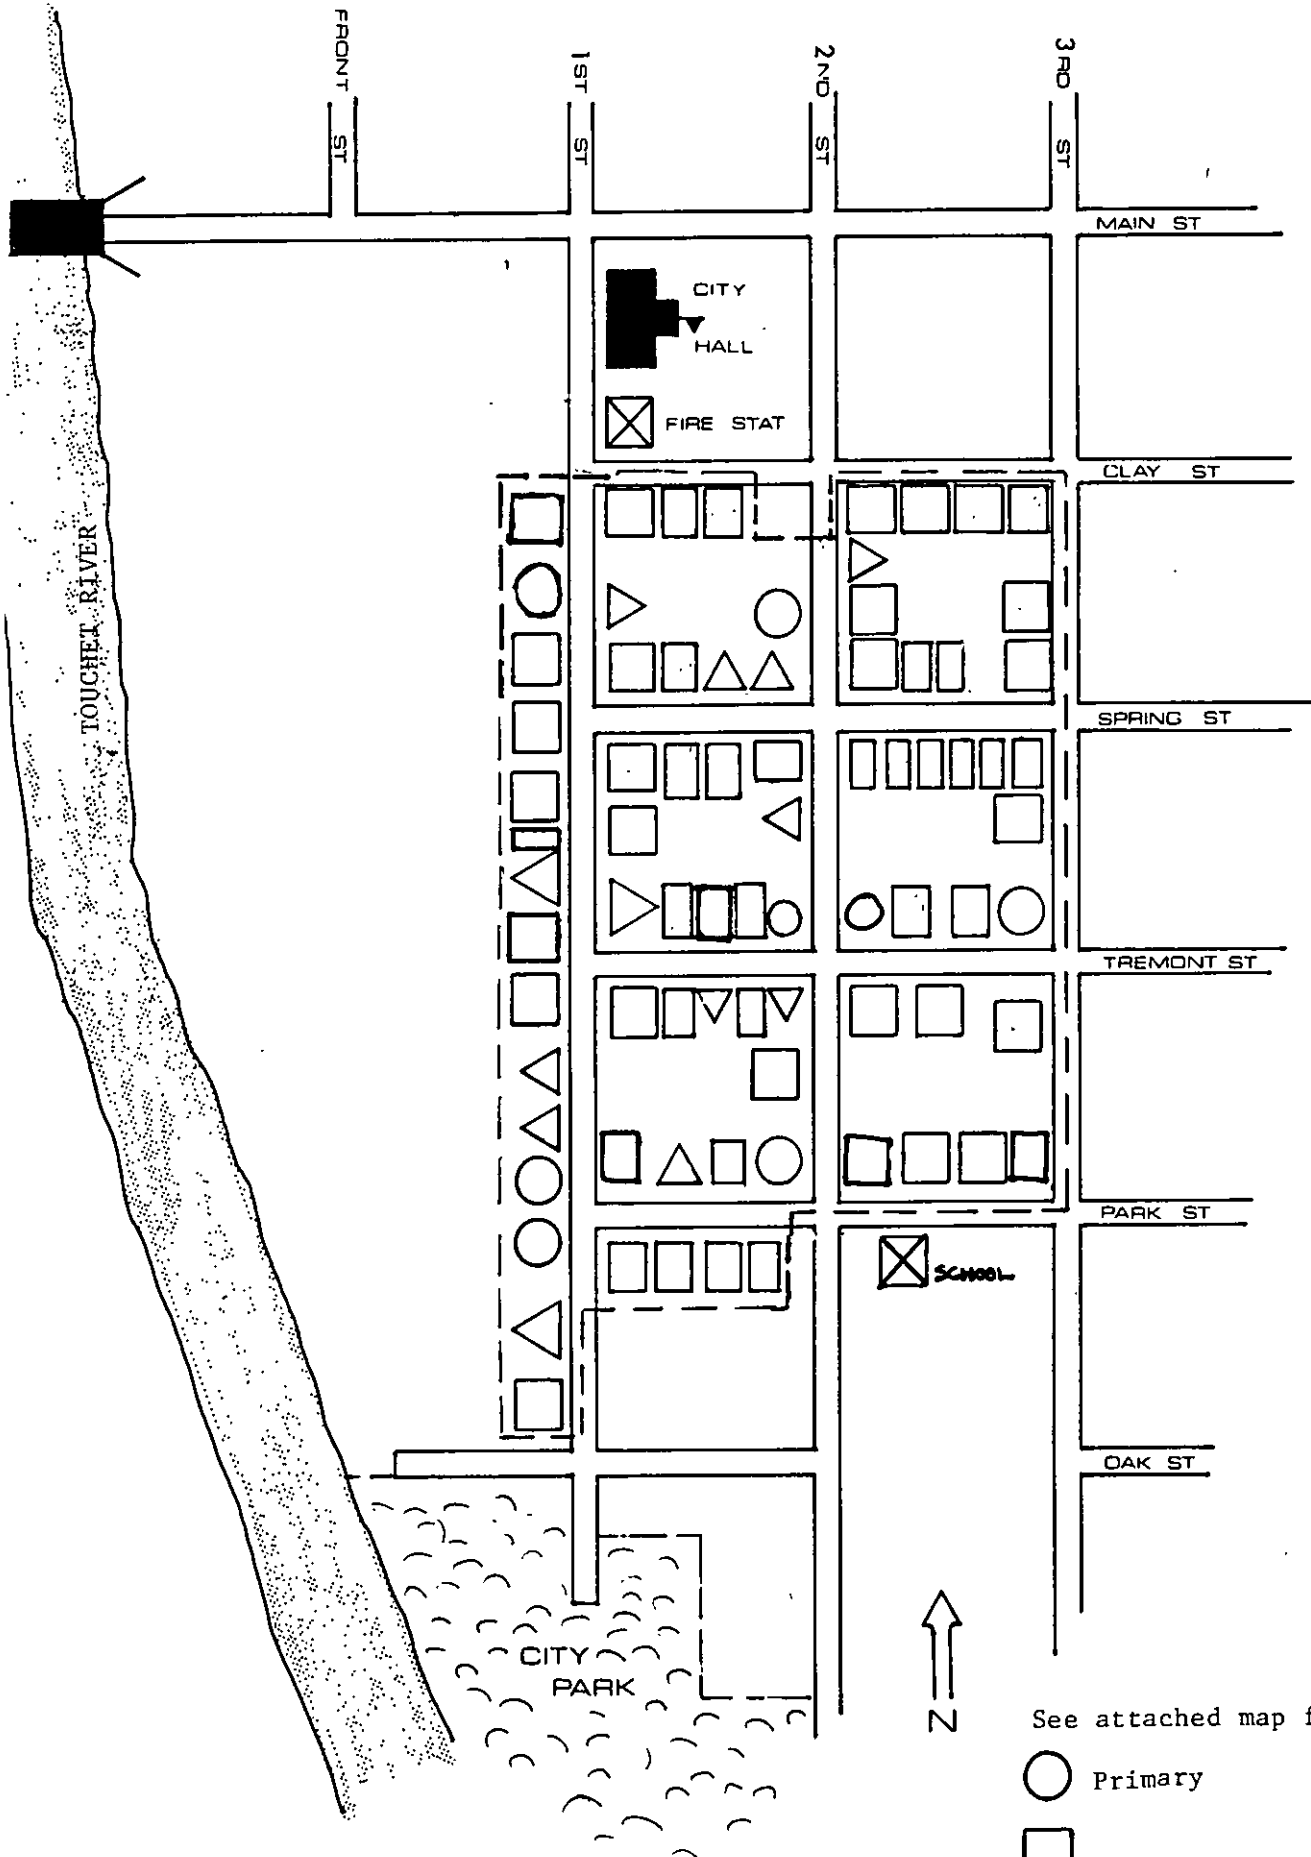 FRONT ST
1ST ST
2ND ST
3RD ST
MAIN ST
CITY
HALL
FIRE STAT
CLAY ST
TOUCHET RIVER
SPRING ST
TREMONT ST
PARK ST
SCHOOL
OAK ST
CITY
PARK
N
See attached map f
Primary